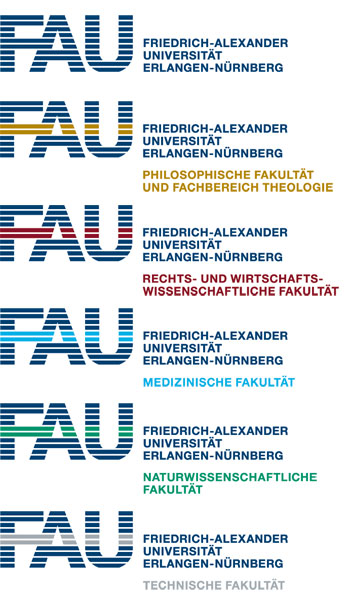 FAU
FRIEDRICH-ALEXANDER
UNIVERSITÄT
ERLANGEN-NÜRNBERG
FAU
FRIEDRICH-ALEXANDER
UNIVERSITÄT
ERLANGEN-NÜRNBERG
PHILOSOPHISCHE FAKULTÄT
UND FACHBEREICH THEOLOGIE
FAU
FRIEDRICH-ALEXANDER
UNIVERSITÄT
ERLANGEN-NÜRNBERG
RECHTS- UND WIRTSCHAFTS-
WISSENSCHAFTLICHE FAKULTÄT
FAU
FRIEDRICH-ALEXANDER
UNIVERSITÄT
ERLANGEN-NÜRNBERG
MEDIZINISCHE FAKULTÄT
FAU
FRIEDRICH-ALEXANDER
UNIVERSITÄT
ERLANGEN-NÜRNBERG
NATURWISSENSCHAFTLICHE
FAKULTÄT
FAU
FRIEDRICH-ALEXANDER
UNIVERSITÄT
ERLANGEN-NÜRNBERG
TECHNISCHE FAKULTÄT